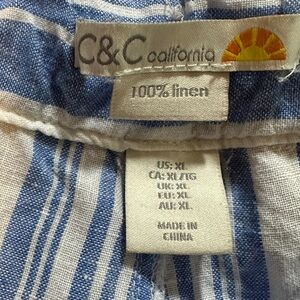 C&C california
100% linen
US: XL
CA: XL/TG
UK: XL
EU: XL
AU: XL
MADE IN
CHINA